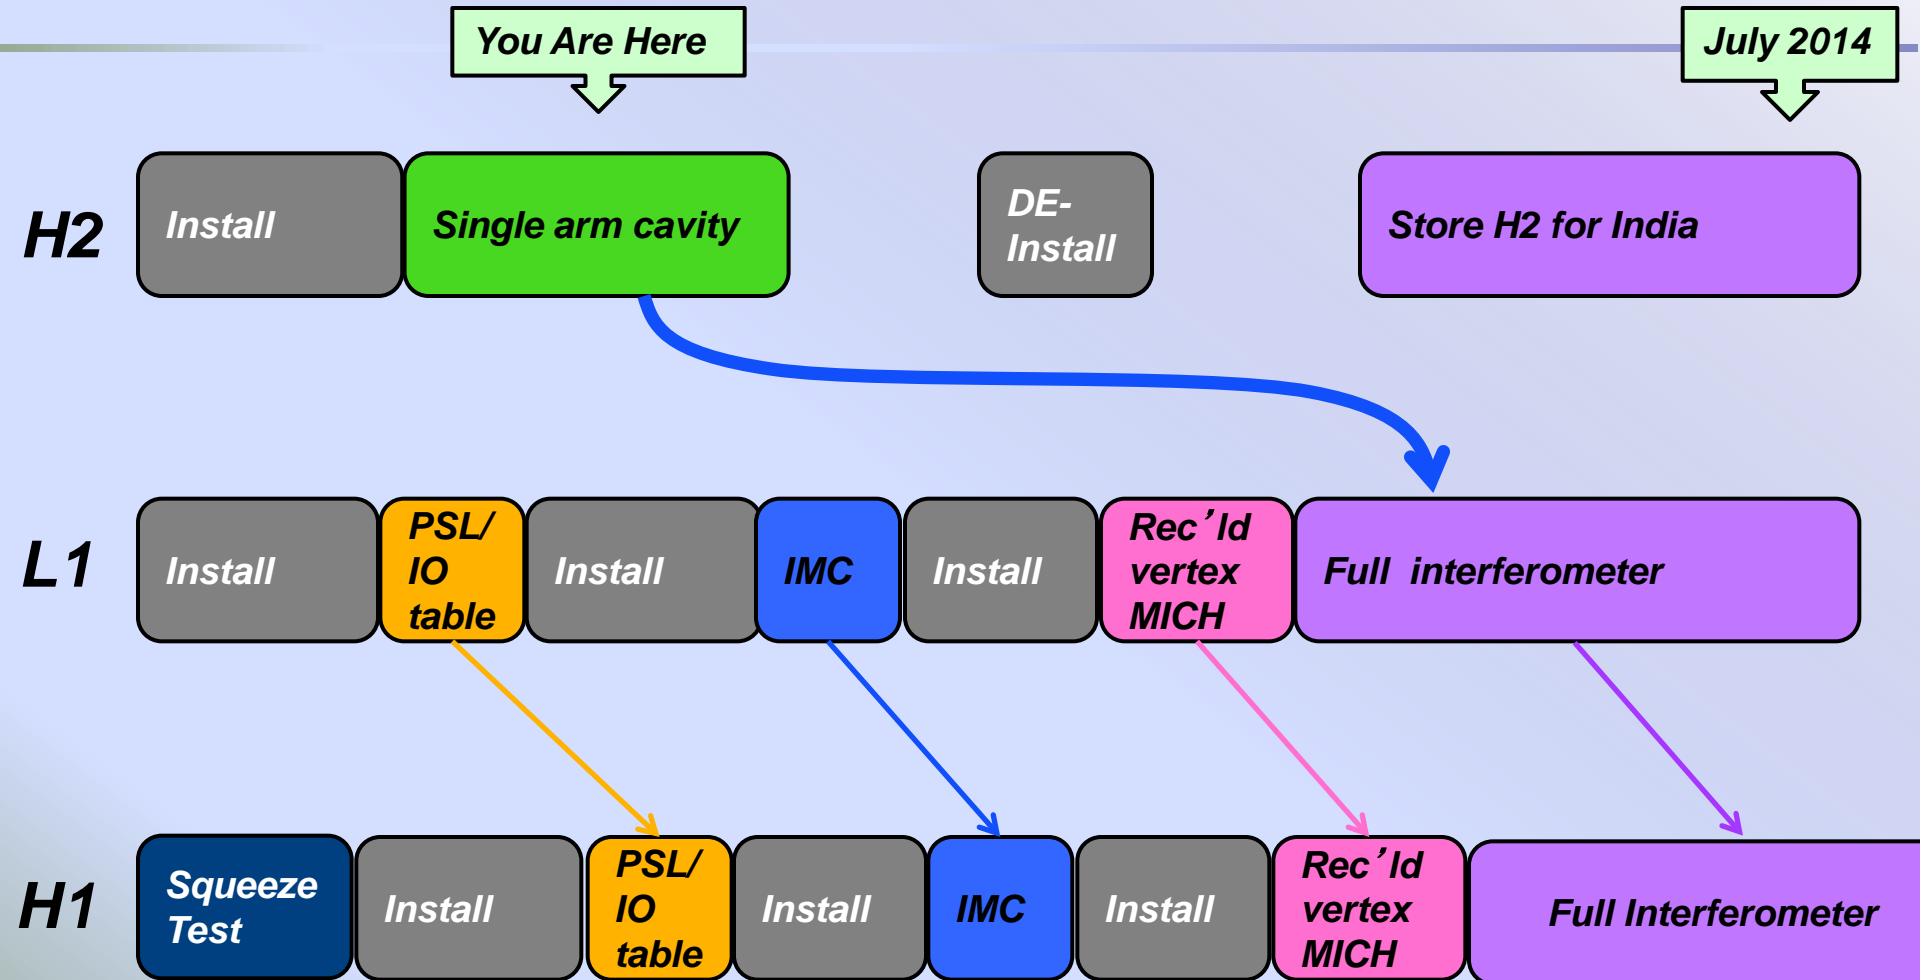 You Are Here
July 2014
H2
Install
Single arm cavity
DE-
Install
Store H2 for India
L1
Install
PSL/
IO
table
Install
IMC
Install
Rec’ld
vertex
MICH
Full interferometer
H1
Squeeze
Test
Install
PSL/
IO
table
Install
IMC
Install
Rec’ld
vertex
MICH
Full Interferometer